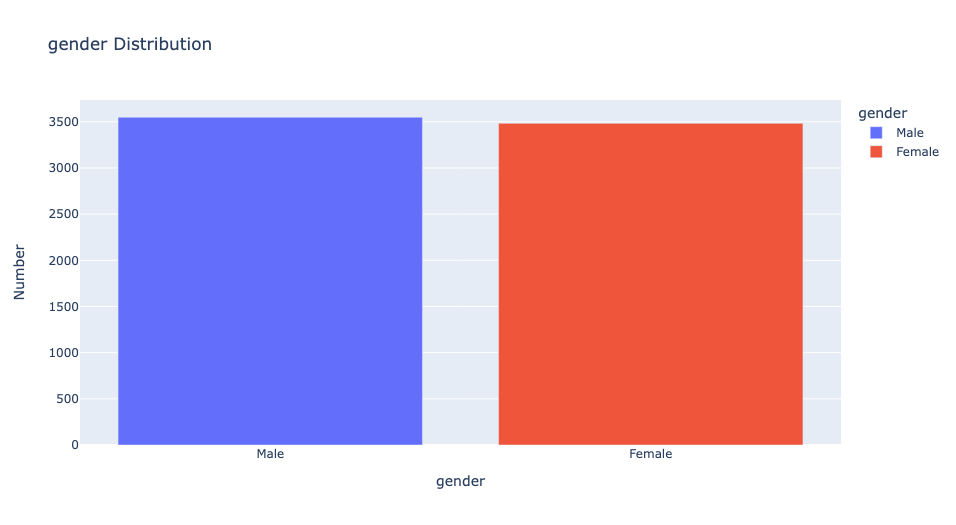 gender Distribution
gender
Male
Female
Number
3500
3000
2500
2000
1500
1000
500
0
Male
Female
gender